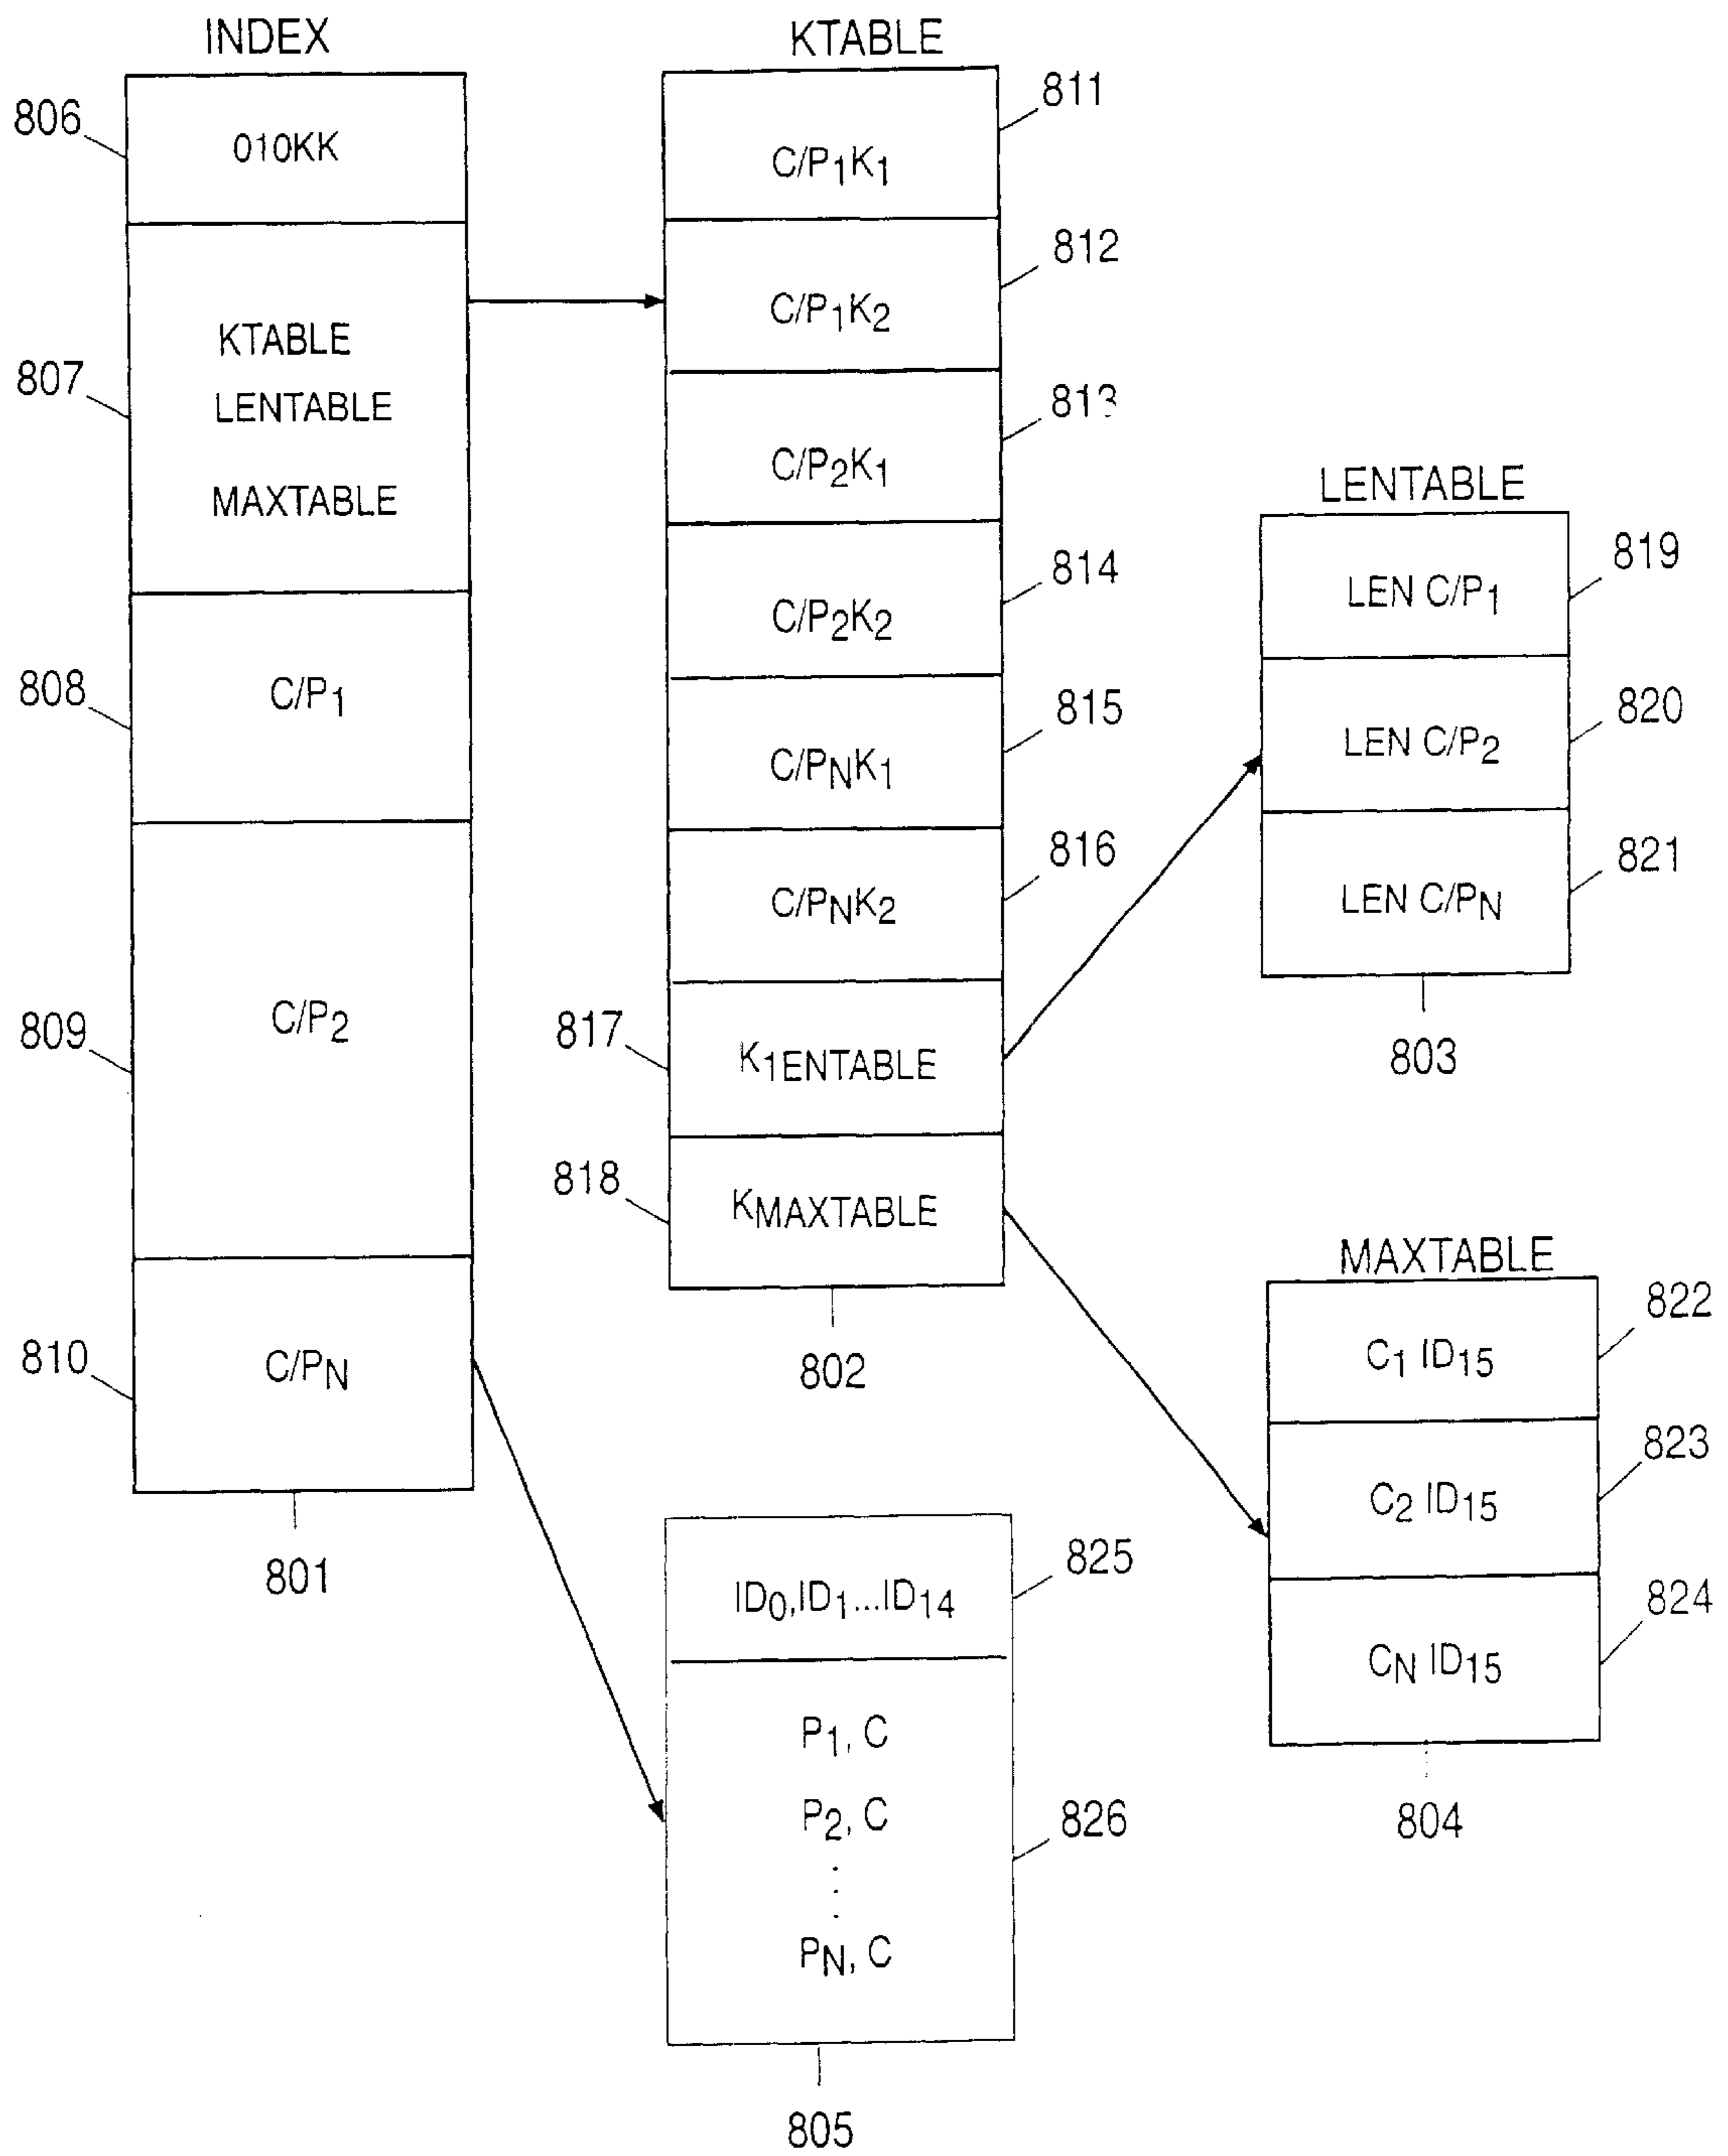 INDEX
806
010KK
807
KTABLE
LENTABLE
MAXTABLE
808
C/P1
809
C/P2
810
C/PN
801
KTABLE
811
C/P1K1
812
C/P1K2
813
C/P2K1
814
C/P2K2
815
C/PNK1
816
C/PNK2
817
K1ENTABLE
818
KMAXTABLE
802
LENTABLE
819
LEN C/P1
820
LEN C/P2
821
LEN C/PN
803
MAXTABLE
822
C1 ID15
823
C2 ID15
824
CN ID15
804
825
ID0,ID1...ID14
826
P1, C
P2, C
.
.
.
PN, C
805